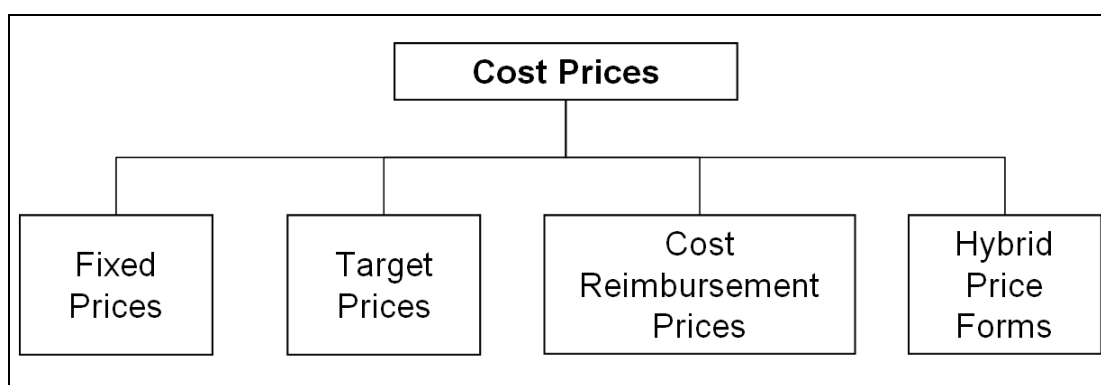 Cost Prices
Fixed
Prices
Target
Prices
Cost
Reimbursement
Prices
Hybrid
Price
Forms